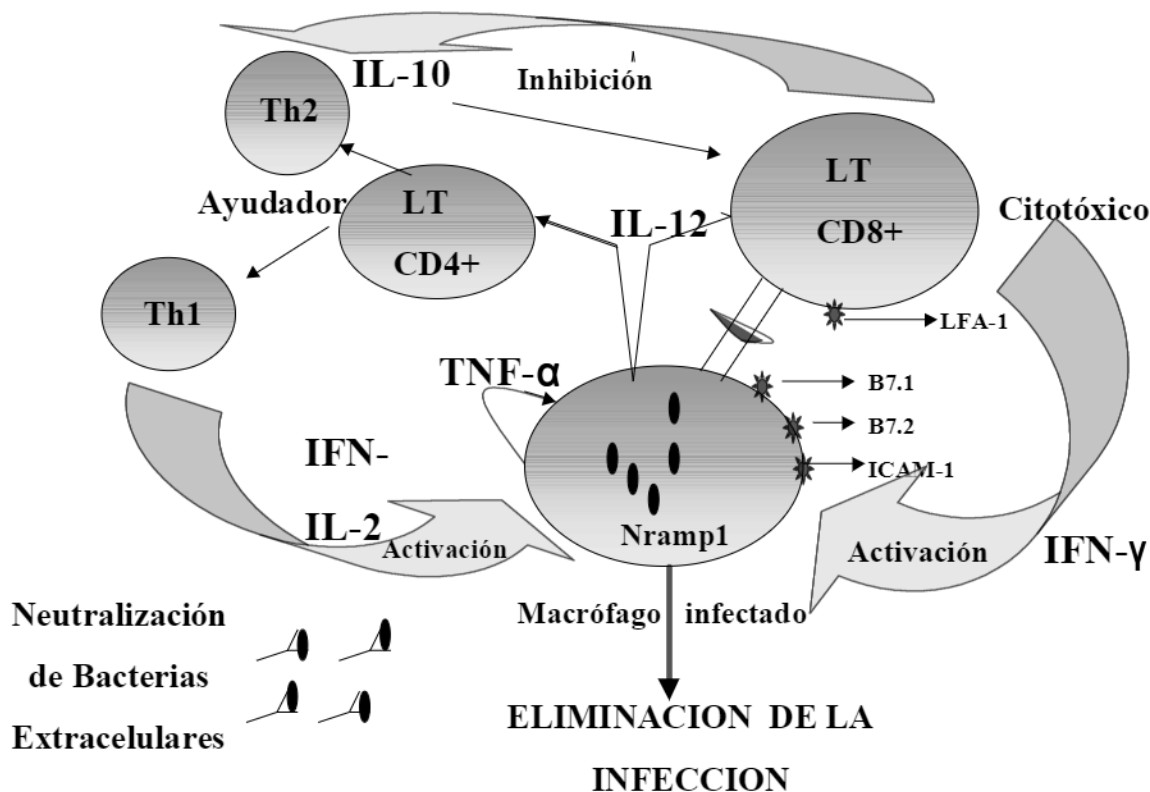 IL-10
Inhibición
Th2
LT
CD8+
Citotóxico
Ayudador
LT
CD4+
IL-12
Th1
LFA-1
TNF-α
B7.1
B7.2
ICAM-1
IFN-
IL-2
Activación
Nramp1
Activación
IFN-γ
Macrófago infectado
Neutralización
de Bacterias
Extracelulares
ELIMINACION DE LA
INFECCION